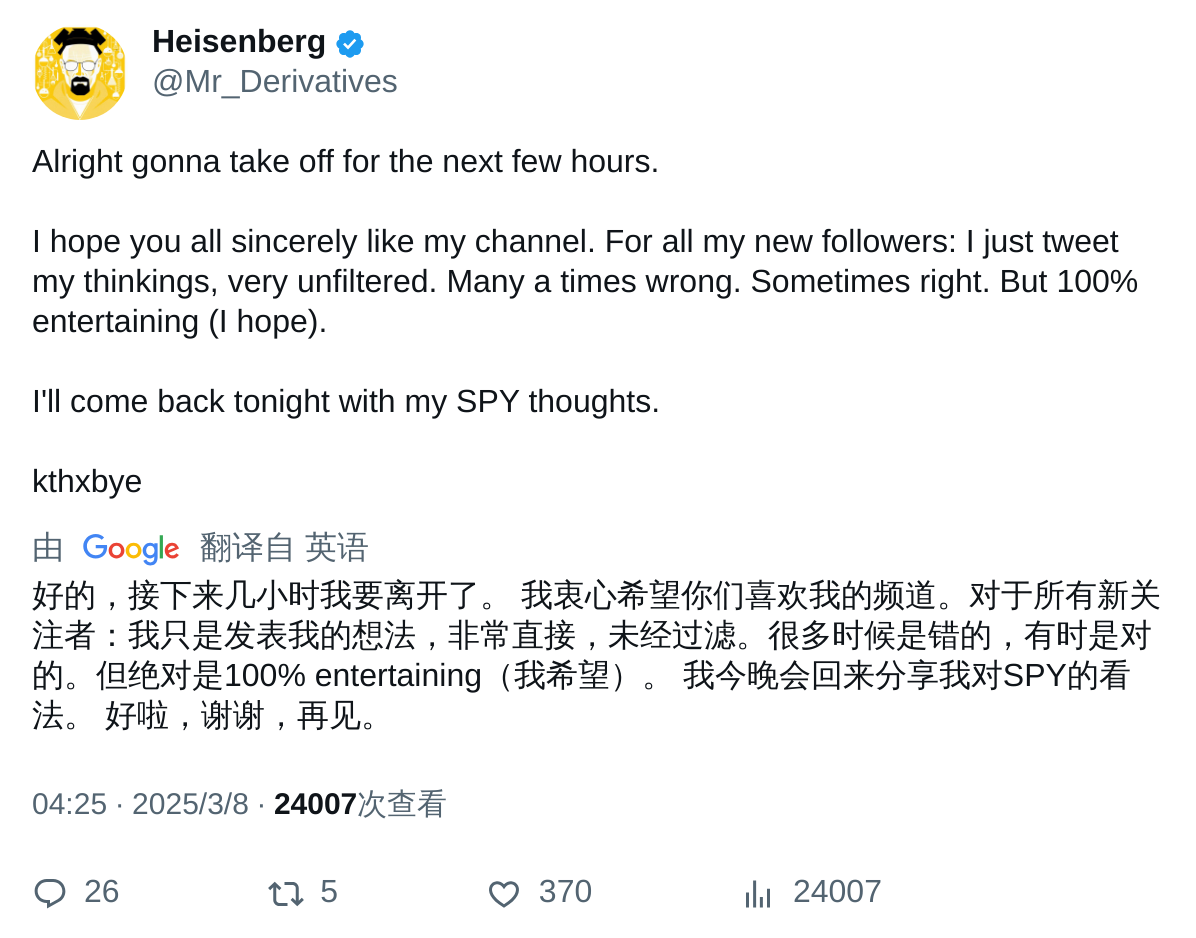 Heisenberg
@Mr_Derivatives
Alright gonna take off for the next few hours.
I hope you all sincerely like my channel. For all my new followers: I just tweet
my thinkings, very unfiltered. Many a times wrong. Sometimes right. But 100%
entertaining (I hope).
I'll come back tonight with my SPY thoughts.
kthxbye
由 Google 翻译自 英语
好的，接下来几小时我要离开了。 我衷心希望你们喜欢我的频道。对于所有新关
注者：我只是发表我的想法，非常直接，未经过滤。很多时候是错的，有时是对
的。但绝对是100% entertaining（我希望）。 我今晚会回来分享我对SPY的看
法。 好啦，谢谢，再见。
04:25 · 2025/3/8 · 24007次查看
26 5 370 24007